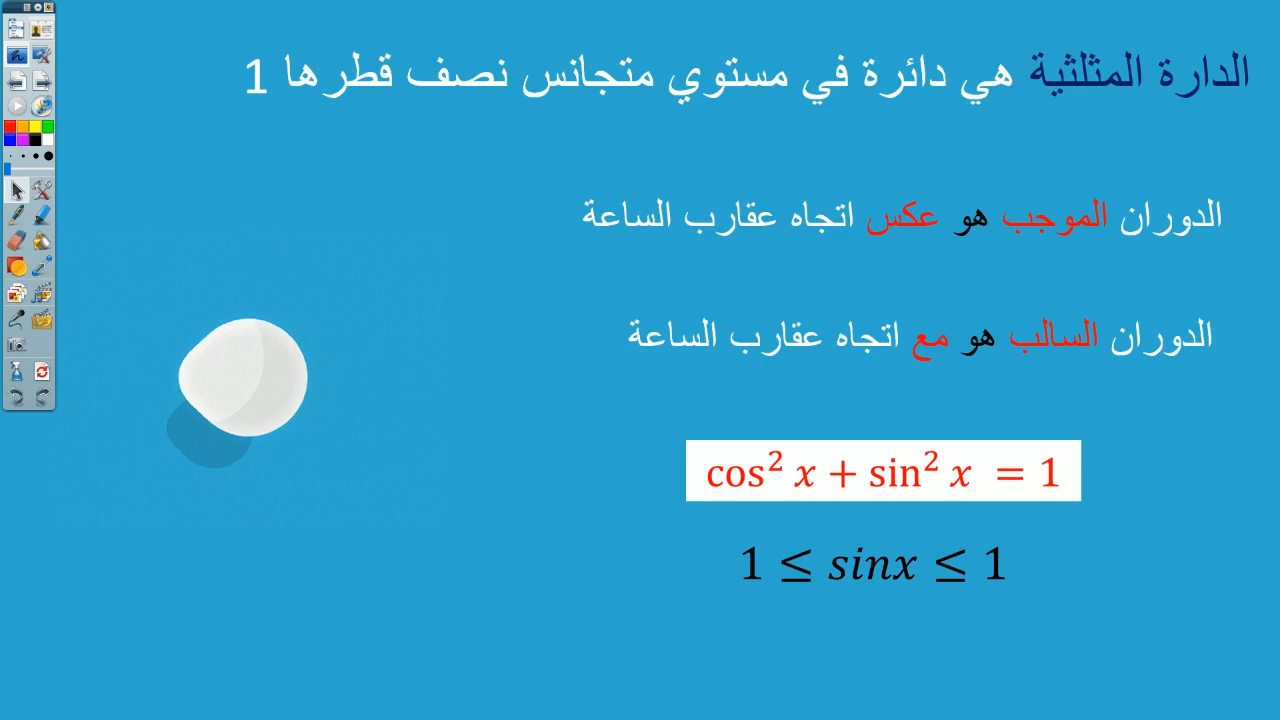 الدارة المثلثية هي دائرة في مستوي متجانس نصف قطرها 1
الدوران الموجب هو عكس اتجاه عقارب الساعة
الدوران السالب هو مع اتجاه عقارب الساعة
cos² x + sin² x = 1
1 ≤ sinx ≤ 1